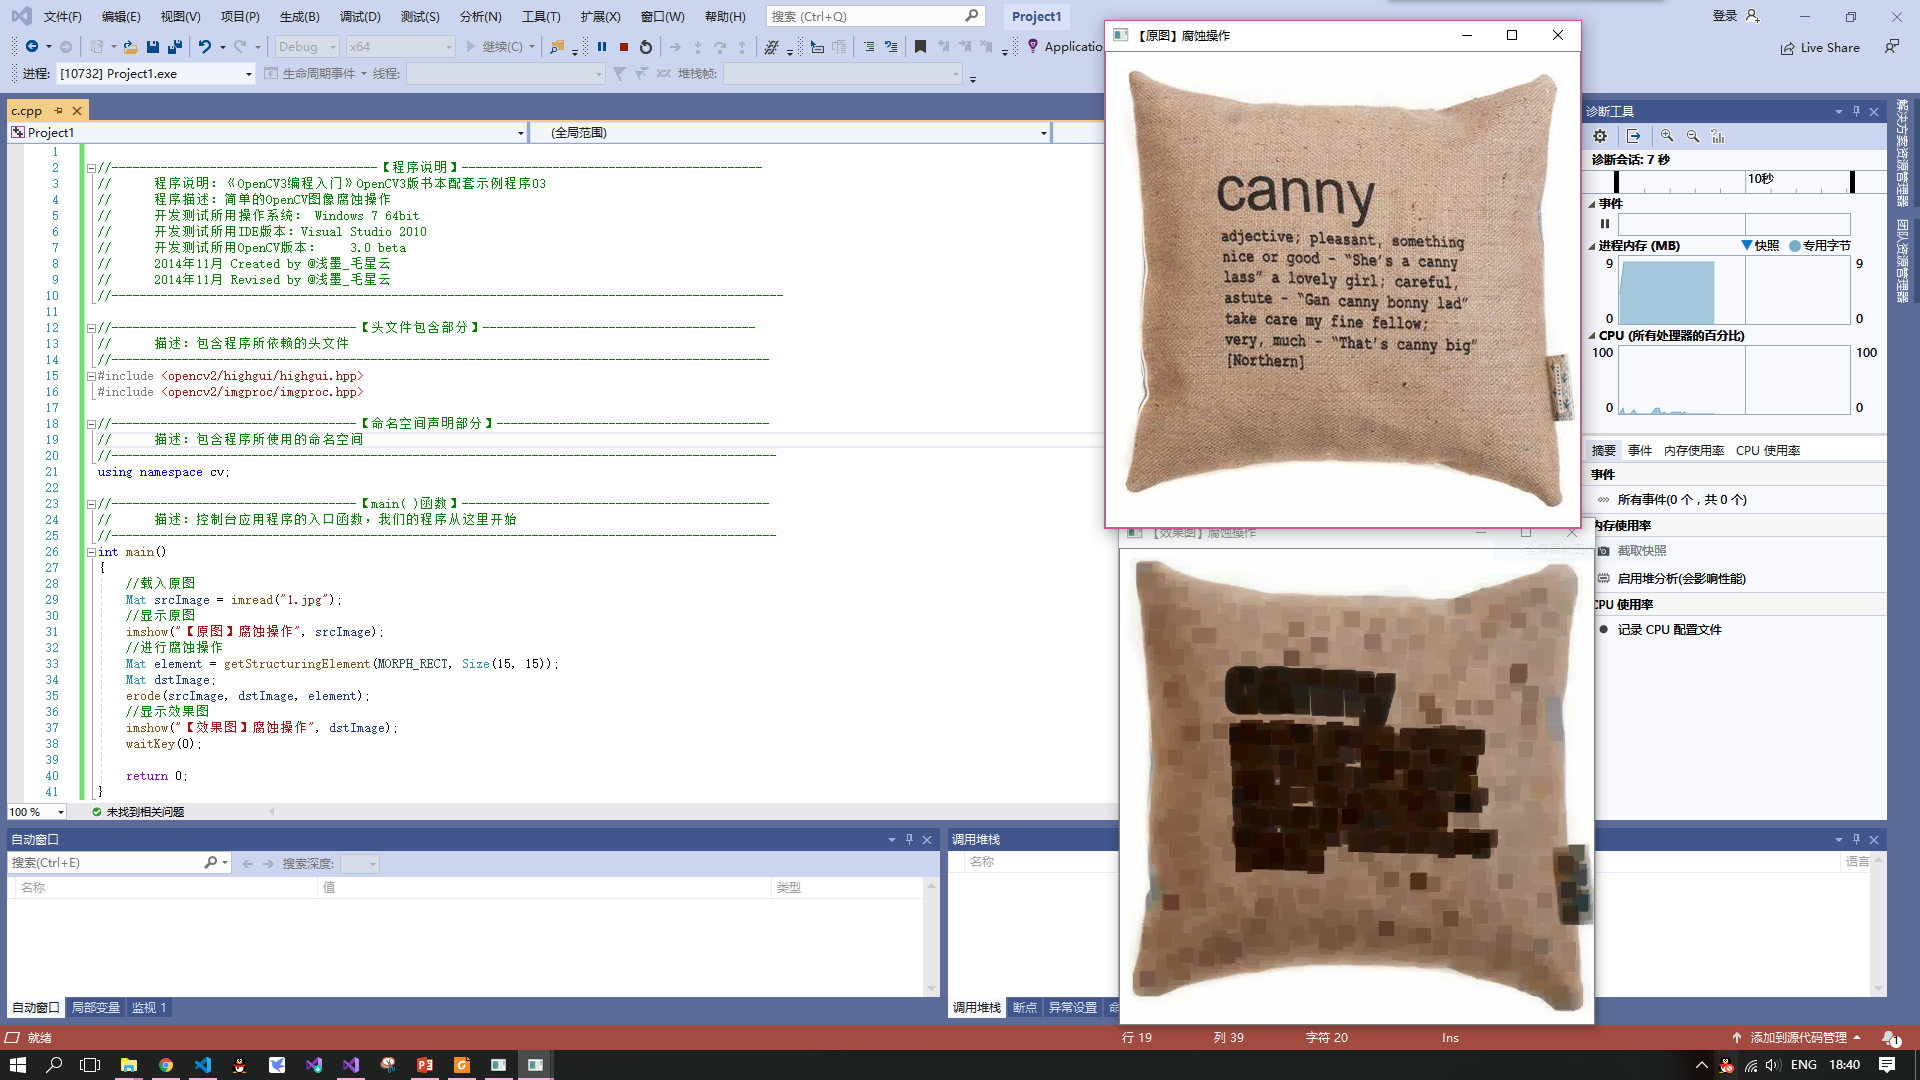 文件(F) 编辑(E) 视图(V) 项目(P) 生成(B) 调试(D) 测试(S) 分析(N) 工具(T) 扩展(X) 窗口(W) 帮助(H) 搜索 (Ctrl+Q) Project1 登录
Debug x64 继续(C) Applicatio Live Share
进程: [10732] Project1.exe 生命周期事件 线程: 堆栈帧:
c.cpp
Project1 (全局范围)
1
2 //--------------------------------------【程序说明】-------------------------------------------
3 // 程序说明：《OpenCV3编程入门》OpenCV3版书本配套示例程序03
4 // 程序描述：简单的OpenCV图像腐蚀操作
5 // 开发测试所用操作系统： Windows 7 64bit
6 // 开发测试所用IDE版本：Visual Studio 2010
7 // 开发测试所用OpenCV版本： 3.0 beta
8 // 2014年11月 Created by @浅墨_毛星云
9 // 2014年11月 Revised by @浅墨_毛星云
10 //------------------------------------------------------------------------------------------------
11
12 //-----------------------------------【头文件包含部分】---------------------------------------
13 // 描述：包含程序所依赖的头文件
14 //----------------------------------------------------------------------------------------------
15 #include <opencv2/highgui/highgui.hpp>
16 #include <opencv2/imgproc/imgproc.hpp>
17
18 //-----------------------------------【命名空间声明部分】---------------------------------------
19 // 描述：包含程序所使用的命名空间
20 //-----------------------------------------------------------------------------------------------
21 using namespace cv;
22
23 //-----------------------------------【main( )函数】--------------------------------------------
24 // 描述：控制台应用程序的入口函数，我们的程序从这里开始
25 //-----------------------------------------------------------------------------------------------
26 int main()
27 {
28 //载入原图
29 Mat srcImage = imread("1.jpg");
30 //显示原图
31 imshow("【原图】腐蚀操作", srcImage);
32 //进行腐蚀操作
33 Mat element = getStructuringElement(MORPH_RECT, Size(15, 15));
34 Mat dstImage;
35 erode(srcImage, dstImage, element);
36 //显示效果图
37 imshow("【效果图】腐蚀操作", dstImage);
38 waitKey(0);
39
40 return 0;
41 }
100 % 未找到相关问题
【原图】腐蚀操作
canny
adjective; pleasant, something
nice or good - “She's a canny
lass” a lovely girl; careful,
astute - “Gan canny bonny lad”
take care my fine fellow;
very, much - “That's canny big”
[Northern]
【效果图】腐蚀操作
诊断工具
诊断会话: 7 秒
10秒
事件
进程内存 (MB) 快照 专用字节
9 9
0 0
CPU (所有处理器的百分比)
100 100
0 0
摘要 事件 内存使用率 CPU 使用率
事件
所有事件(0 个，共 0 个)
内存使用率
截取快照
启用堆分析(会影响性能)
CPU 使用率
记录 CPU 配置文件
解决方案资源管理器
团队资源管理器
自动窗口
搜索(Ctrl+E) 搜索深度:
名称 值 类型
自动窗口 局部变量 监视 1
调用堆栈
名称 语言
调用堆栈 断点 异常设置 命
就绪 行 19 列 39 字符 20 Ins 添加到源代码管理 1
ENG 18:40